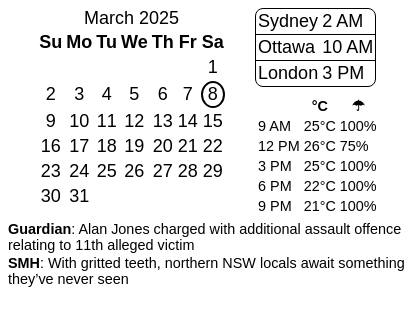 March 2025
Su Mo Tu We Th Fr Sa
1
2 3 4 5 6 7 8
9 10 11 12 13 14 15
16 17 18 19 20 21 22
23 24 25 26 27 28 29
30 31
Sydney 2 AM
Ottawa 10 AM
London 3 PM
°C ☂
9 AM 25°C 100%
12 PM 26°C 75%
3 PM 25°C 100%
6 PM 22°C 100%
9 PM 21°C 100%
Guardian: Alan Jones charged with additional assault offence
relating to 11th alleged victim
SMH: With gritted teeth, northern NSW locals await something
they've never seen